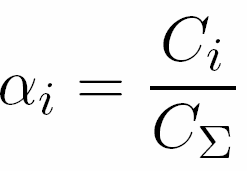 α_i = C_i / C_Σ